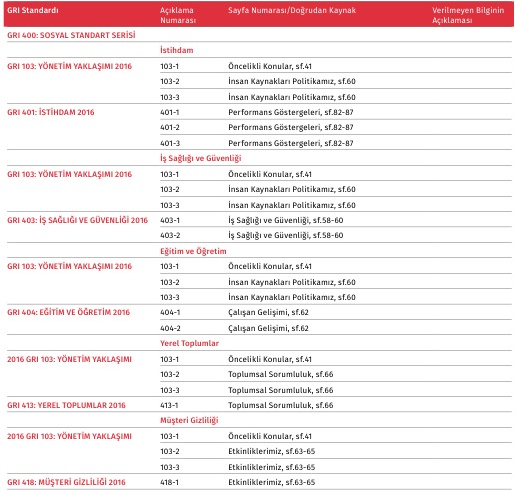 GRI Standardı Açıklama Numarası Sayfa Numarası/Doğrudan Kaynak Verilmeyen Bilginin Açıklaması
GRI 400: SOSYAL STANDART SERİSİ
İstihdam
GRI 103: YÖNETİM YAKLAŞIMI 2016 103-1 Öncelikli Konular, sf.41
103-2 İnsan Kaynakları Politikamız, sf.60
103-3 İnsan Kaynakları Politikamız, sf.60
GRI 401: İSTİHDAM 2016 401-1 Performans Göstergeleri, sf.82-87
401-2 Performans Göstergeleri, sf.82-87
401-3 Performans Göstergeleri, sf.82-87
İş Sağlığı ve Güvenliği
GRI 103: YÖNETİM YAKLAŞIMI 2016 103-1 Öncelikli Konular, sf.41
103-2 İnsan Kaynakları Politikamız, sf.60
103-3 İnsan Kaynakları Politikamız, sf.60
GRI 403: İŞ SAĞLIĞI VE GÜVENLİĞİ 2016 403-1 İş Sağlığı ve Güvenliği, sf.58-60
403-2 İş Sağlığı ve Güvenliği, sf.58-60
Eğitim ve Öğretim
GRI 103: YÖNETİM YAKLAŞIMI 2016 103-1 Öncelikli Konular, sf.41
103-2 İnsan Kaynakları Politikamız, sf.60
103-3 İnsan Kaynakları Politikamız, sf.60
GRI 404: EĞİTİM VE ÖĞRETİM 2016 404-1 Çalışan Gelişimi, sf.62
404-2 Çalışan Gelişimi, sf.62
Yerel Toplumlar
2016 GRI 103: YÖNETİM YAKLAŞIMI 103-1 Öncelikli Konular, sf.41
103-2 Toplumsal Sorumluluk, sf.66
103-3 Toplumsal Sorumluluk, sf.66
GRI 413: YEREL TOPLUMLAR 2016 413-1 Toplumsal Sorumluluk, sf.66
Müşteri Gizliliği
2016 GRI 103: YÖNETİM YAKLAŞIMI 103-1 Öncelikli Konular, sf.41
103-2 Etkinliklerimiz, sf.63-65
103-3 Etkinliklerimiz, sf.63-65
GRI 418: MÜŞTERİ GİZLİLİĞİ 2016 418-1 Etkinliklerimiz, sf.63-65